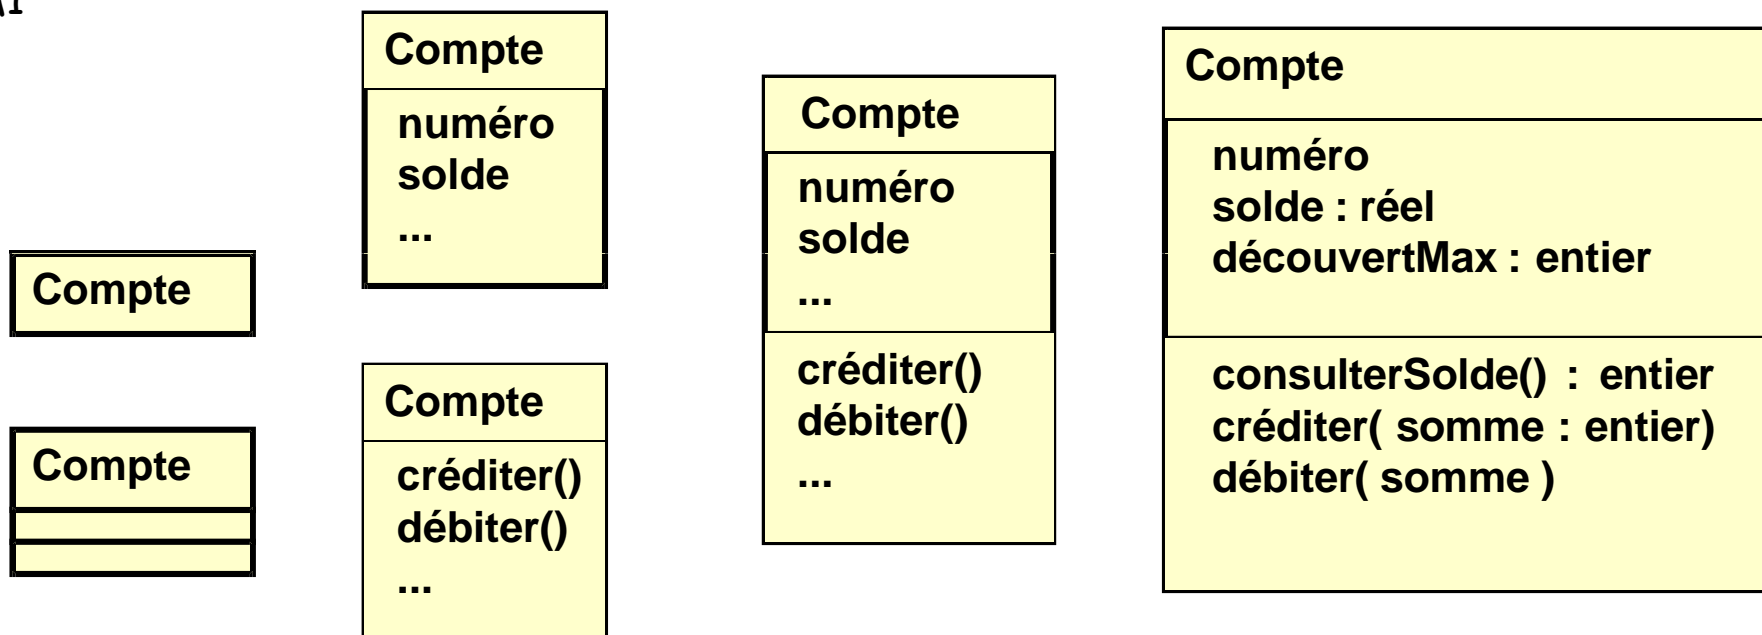 Compte
Compte
Compte
numéro
solde
...
Compte
créditer()
débiter()
...
Compte
numéro
solde
...
créditer()
débiter()
...
Compte
numéro
solde : réel
découvertMax : entier
consulterSolde() : entier
créditer( somme : entier)
débiter( somme )